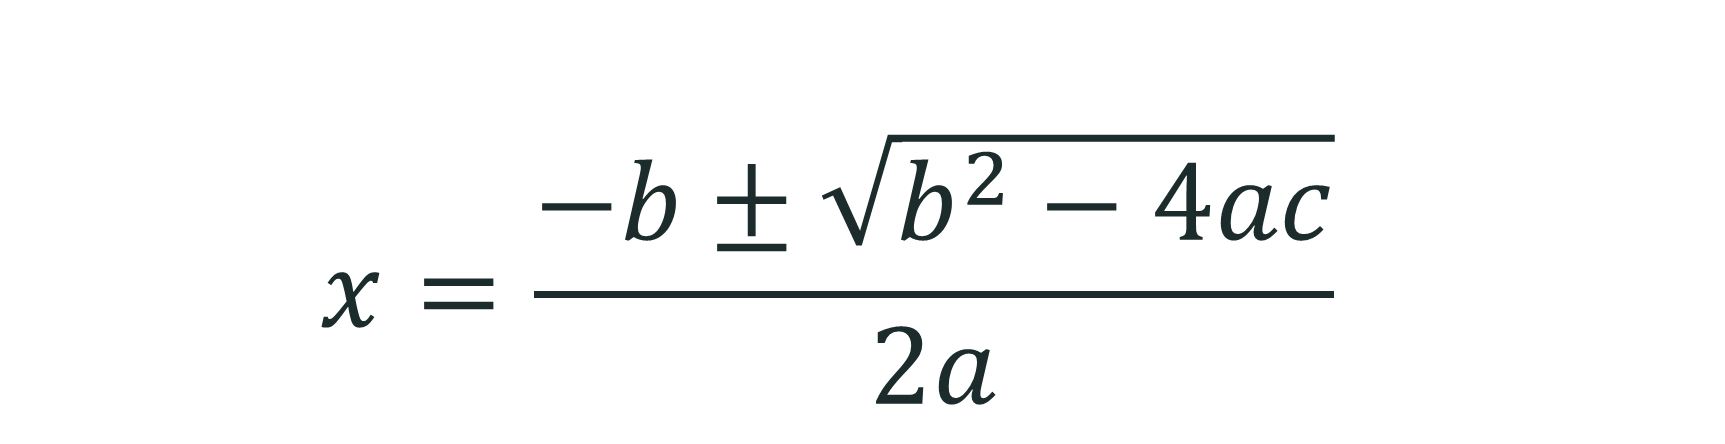 x = (−b ± √(b² − 4ac)) / 2a